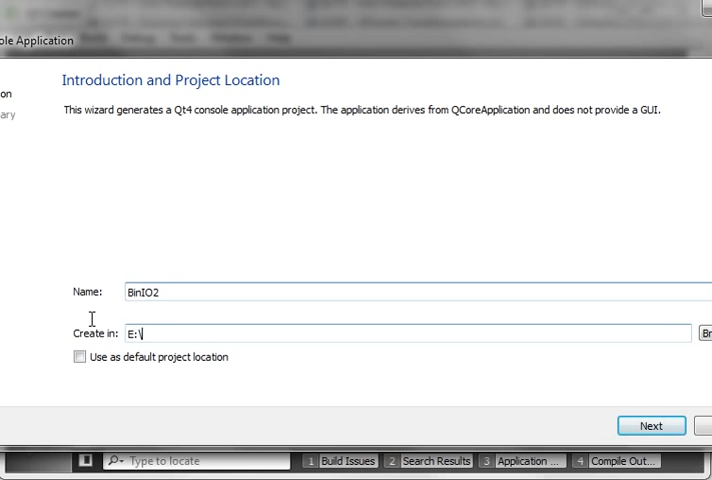 ole Application
on
Introduction and Project Location
ary
This wizard generates a Qt4 console application project. The application derives from QCoreApplication and does not provide a GUI.
Name: BinIO2
Create in: E:\
Br
Use as default project location
Next
Type to locate 1 Build Issues 2 Search Results 3 Application ... 4 Compile Out...